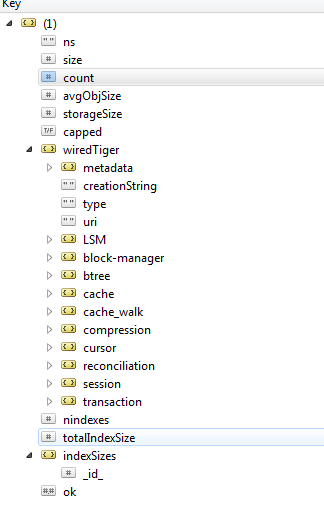 Key
(1)
ns
size
count
avgObjSize
storageSize
capped
wiredTiger
metadata
creationString
type
uri
LSM
block-manager
btree
cache
cache_walk
compression
cursor
reconciliation
session
transaction
nindexes
totalIndexSize
indexSizes
_id_
ok